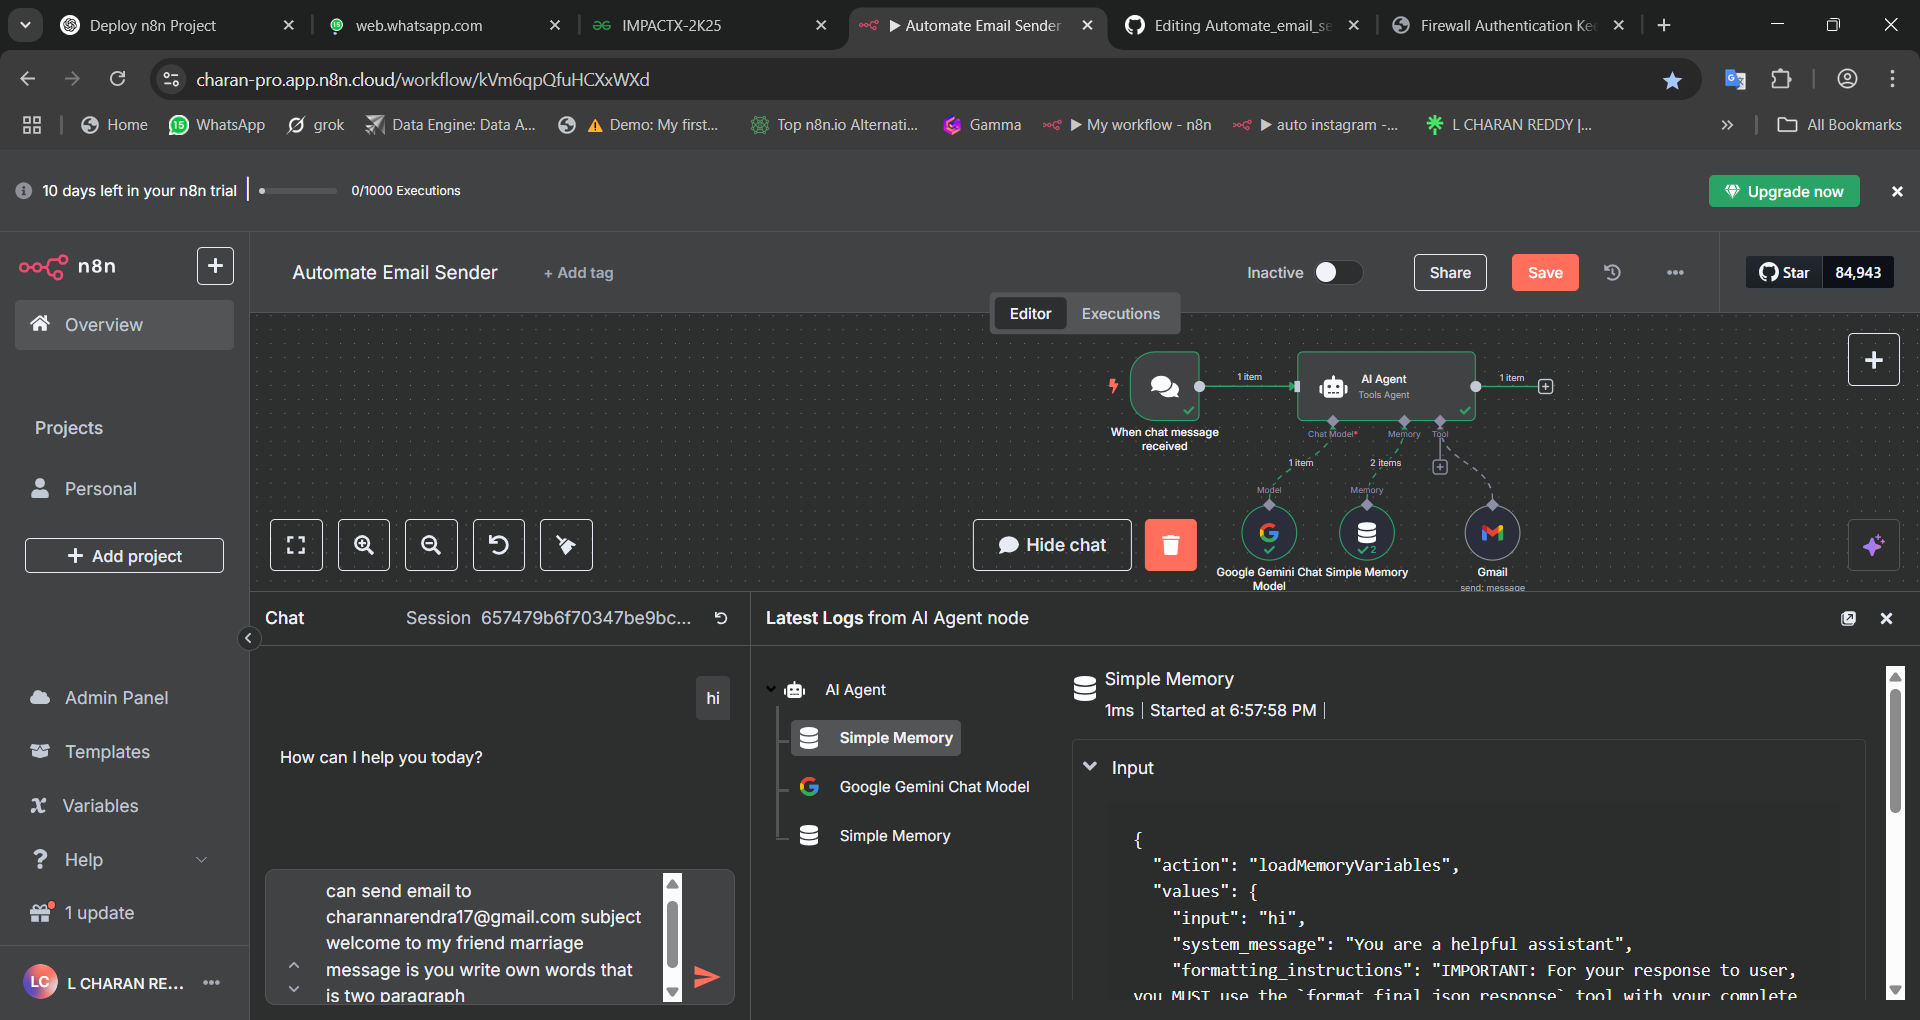 Deploy n8n Project
web.whatsapp.com
IMPACTX-2K25
▶ Automate Email Sender
Editing Automate_email_se
Firewall Authentication Kee
charan-pro.app.n8n.cloud/workflow/kVm6qpQfuHCXxWXd
Home
WhatsApp
grok
Data Engine: Data A...
Demo: My first...
Top n8n.io Alternati...
Gamma
▶ My workflow - n8n
▶ auto instagram -...
L CHARAN REDDY |...
All Bookmarks
10 days left in your n8n trial
0/1000 Executions
Upgrade now
n8n
Automate Email Sender
+ Add tag
Inactive
Share
Save
Star
84,943
Overview
Editor
Executions
1 item
AI Agent
Tools Agent
1 item
When chat message
received
Chat Model*
Memory
Tool
Projects
1 item
2 items
Personal
Model
Memory
Add project
Hide chat
Google Gemini Chat
Model
Simple Memory
2
Gmail
send: message
Chat
Session 657479b6f70347be9bc...
Latest Logs from AI Agent node
hi
AI Agent
Simple Memory
1ms | Started at 6:57:58 PM |
Admin Panel
Simple Memory
Templates
How can I help you today?
Input
Google Gemini Chat Model
Variables
Simple Memory
Help
{
"action": "loadMemoryVariables",
"values": {
"input": "hi",
"system_message": "You are a helpful assistant",
"formatting_instructions": "IMPORTANT: For your response to user,
you MUST use the `format_final_json_response` tool with your complete
can send email to
charannarendra17@gmail.com subject
welcome to my friend marriage
message is you write own words that
is two paragraph
1 update
LC
L CHARAN RE...